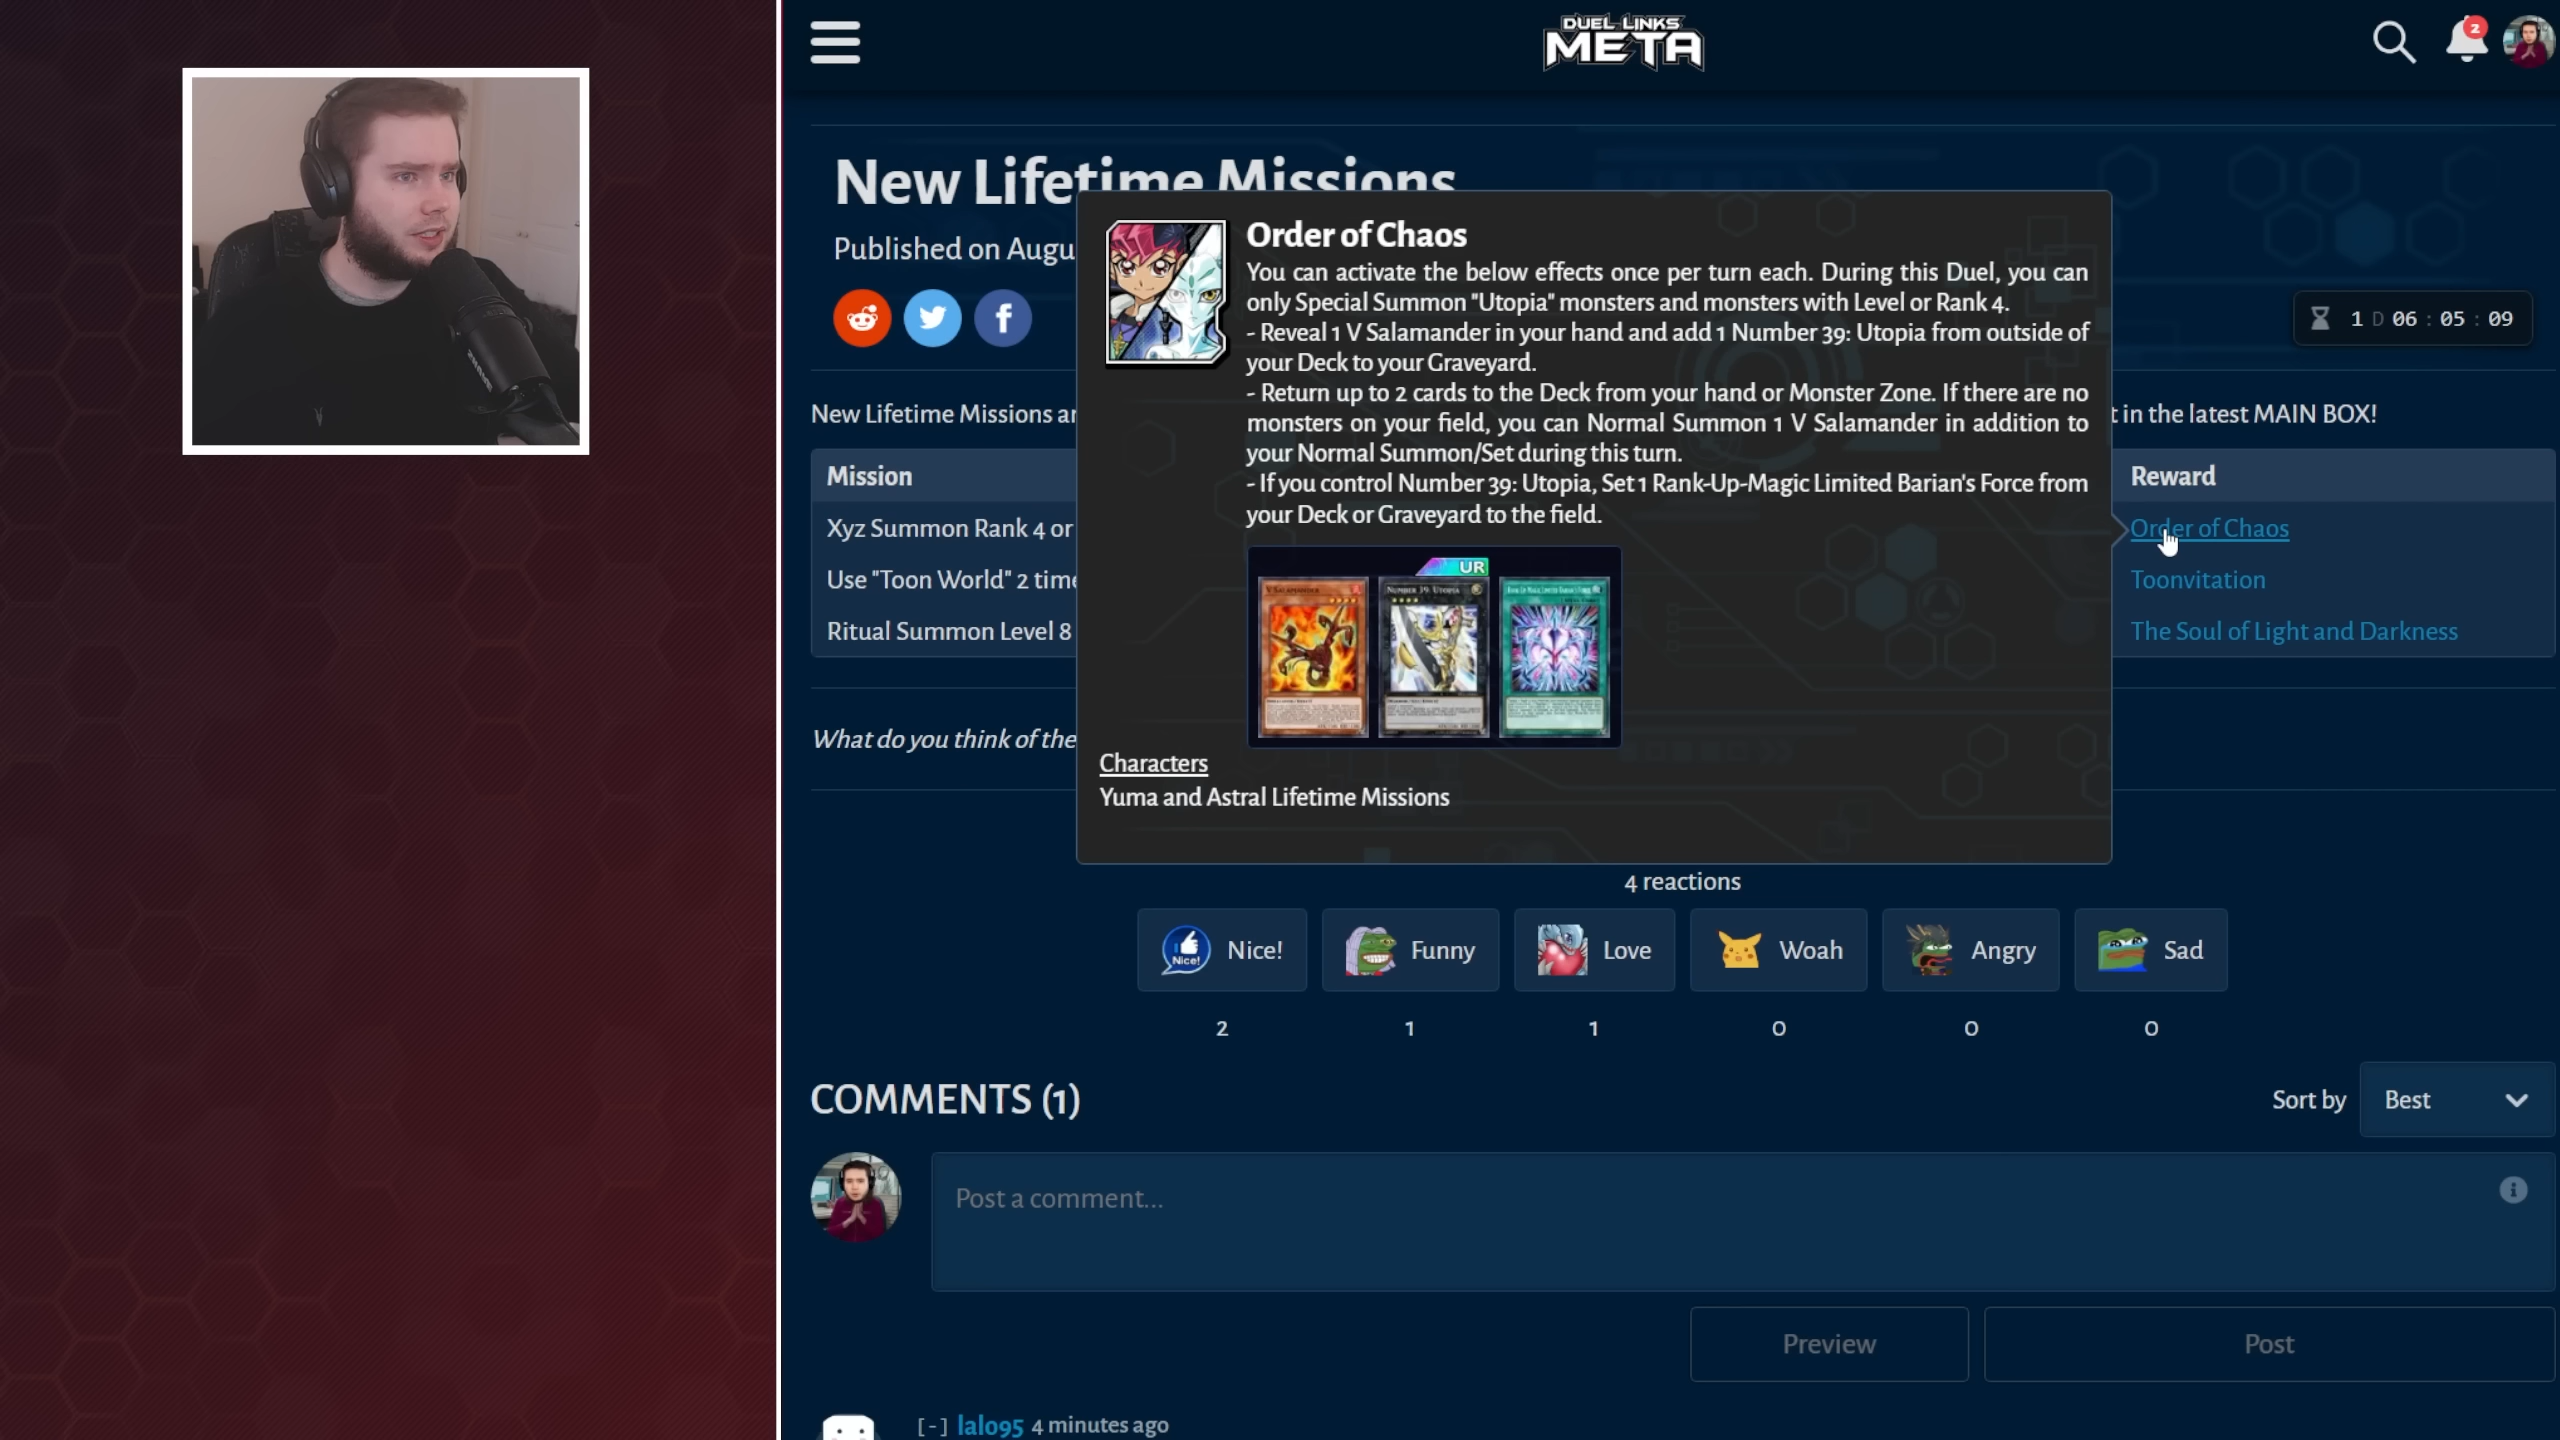 DUEL LINKS
META
2
New Lifetime Missions
Published on Augu
1 D 06 : 05 : 09
New Lifetime Missions ar
t in the latest MAIN BOX!
Mission
Reward
Xyz Summon Rank 4 or
Order of Chaos
Use "Toon World" 2 time
Toonvitation
Ritual Summon Level 8
The Soul of Light and Darkness
What do you think of the
Order of Chaos
You can activate the below effects once per turn each. During this Duel, you can
only Special Summon "Utopia" monsters and monsters with Level or Rank 4.
- Reveal 1 V Salamander in your hand and add 1 Number 39: Utopia from outside of
your Deck to your Graveyard.
- Return up to 2 cards to the Deck from your hand or Monster Zone. If there are no
monsters on your field, you can Normal Summon 1 V Salamander in addition to
your Normal Summon/Set during this turn.
- If you control Number 39: Utopia, Set 1 Rank-Up-Magic Limited Barian's Force from
your Deck or Graveyard to the field.
UR
V Salamander
Number 39: Utopia
Characters
Yuma and Astral Lifetime Missions
4 reactions
Nice!
Nice!
Funny
Love
Woah
Angry
Sad
2
1
1
0
0
0
COMMENTS (1)
Sort by
Best
Post a comment...
Preview
Post
[-] lalo95 4 minutes ago